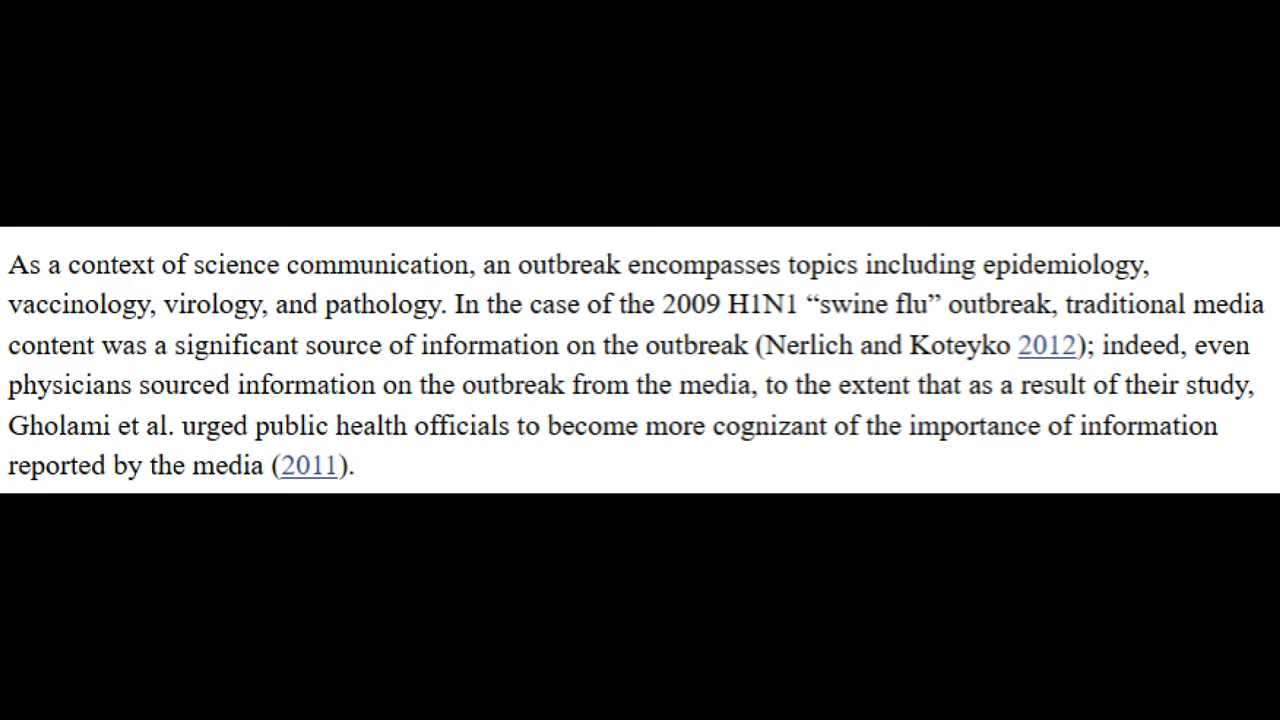 As a context of science communication, an outbreak encompasses topics including epidemiology,
vaccinology, virology, and pathology. In the case of the 2009 H1N1 “swine flu” outbreak, traditional media
content was a significant source of information on the outbreak (Nerlich and Koteyko 2012); indeed, even
physicians sourced information on the outbreak from the media, to the extent that as a result of their study,
Gholami et al. urged public health officials to become more cognizant of the importance of information
reported by the media (2011).